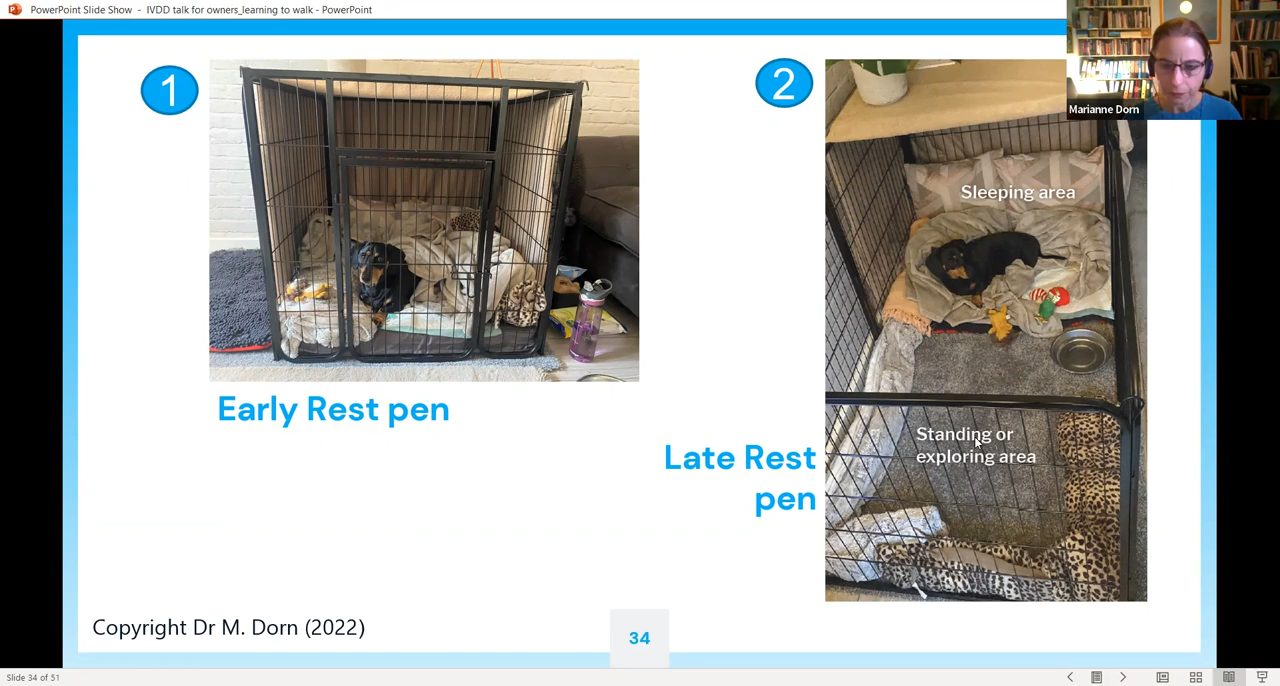 PowerPoint Slide Show - IVDD talk for owners_learning to walk - PowerPoint
Marianne Dorn
1
2
Sleeping area
Early Rest pen
Standing or
exploring area
Late Rest
pen
Copyright Dr M. Dorn (2022)
34
Slide 34 of 51